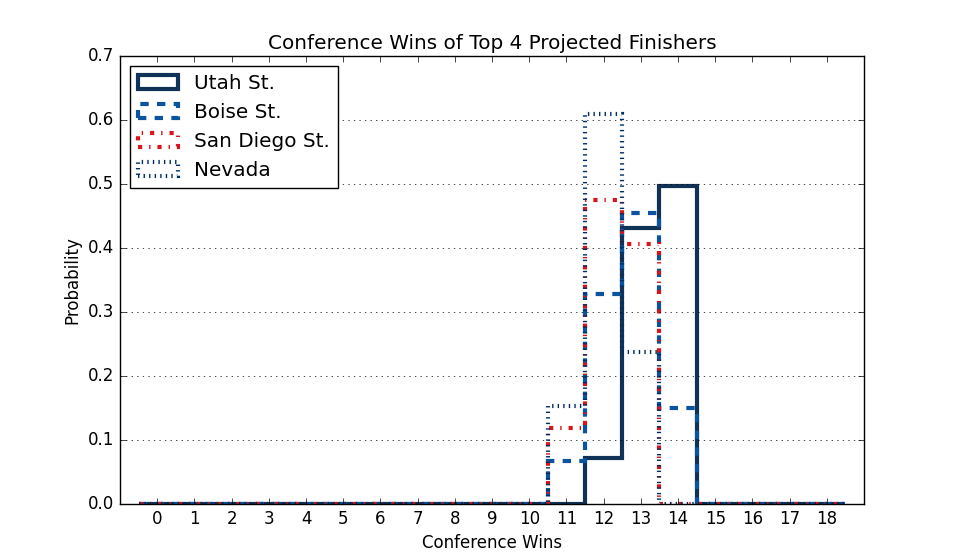 Conference Wins of Top 4 Projected Finishers
0.7
0.6
0.5
0.4
0.3
0.2
0.1
0.0
Probability
Utah St.
Boise St.
San Diego St.
Nevada
0 1 2 3 4 5 6 7 8 9 10 11 12 13 14 15 16 17 18
Conference Wins